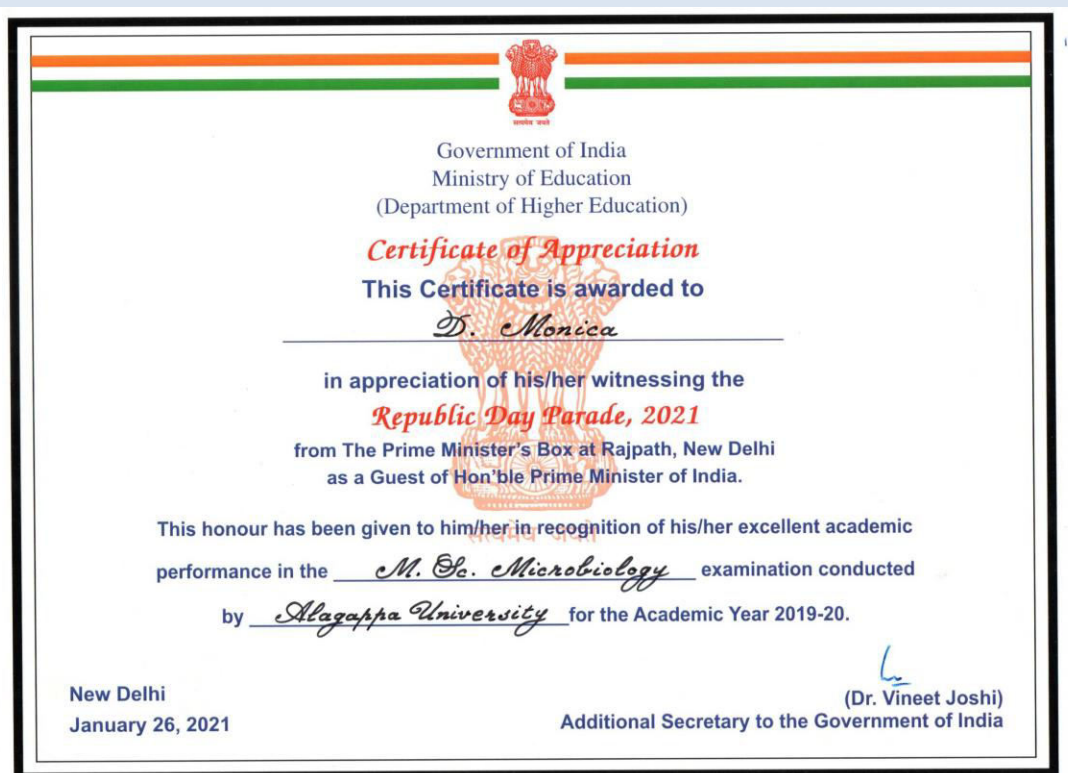 सत्यमेव जयते
Government of India
Ministry of Education
(Department of Higher Education)
Certificate of Appreciation
This Certificate is awarded to
D. Monica
in appreciation of his/her witnessing the
Republic Day Parade, 2021
from The Prime Minister's Box at Rajpath, New Delhi
as a Guest of Hon'ble Prime Minister of India.
This honour has been given to him/her in recognition of his/her excellent academic
सत्यमेव जयते
performance in the M. Sc. Microbiology examination conducted
by Alagappa University for the Academic Year 2019-20.
New Delhi
January 26, 2021
(Dr. Vineet Joshi)
Additional Secretary to the Government of India